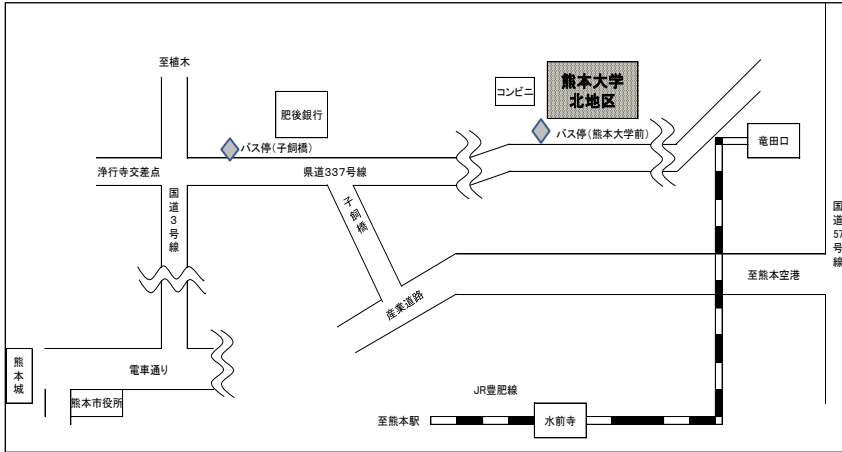 至植木
肥後銀行
コンビニ
熊本大学
北地区
バス停(子飼橋)
バス停(熊本大学前)
竜田口
浄行寺交差点
県道337号線
国道3号線
子飼橋
国道57号線
至熊本空港
産業道路
熊本城
電車通り
熊本市役所
JR豊肥線
至熊本駅
水前寺